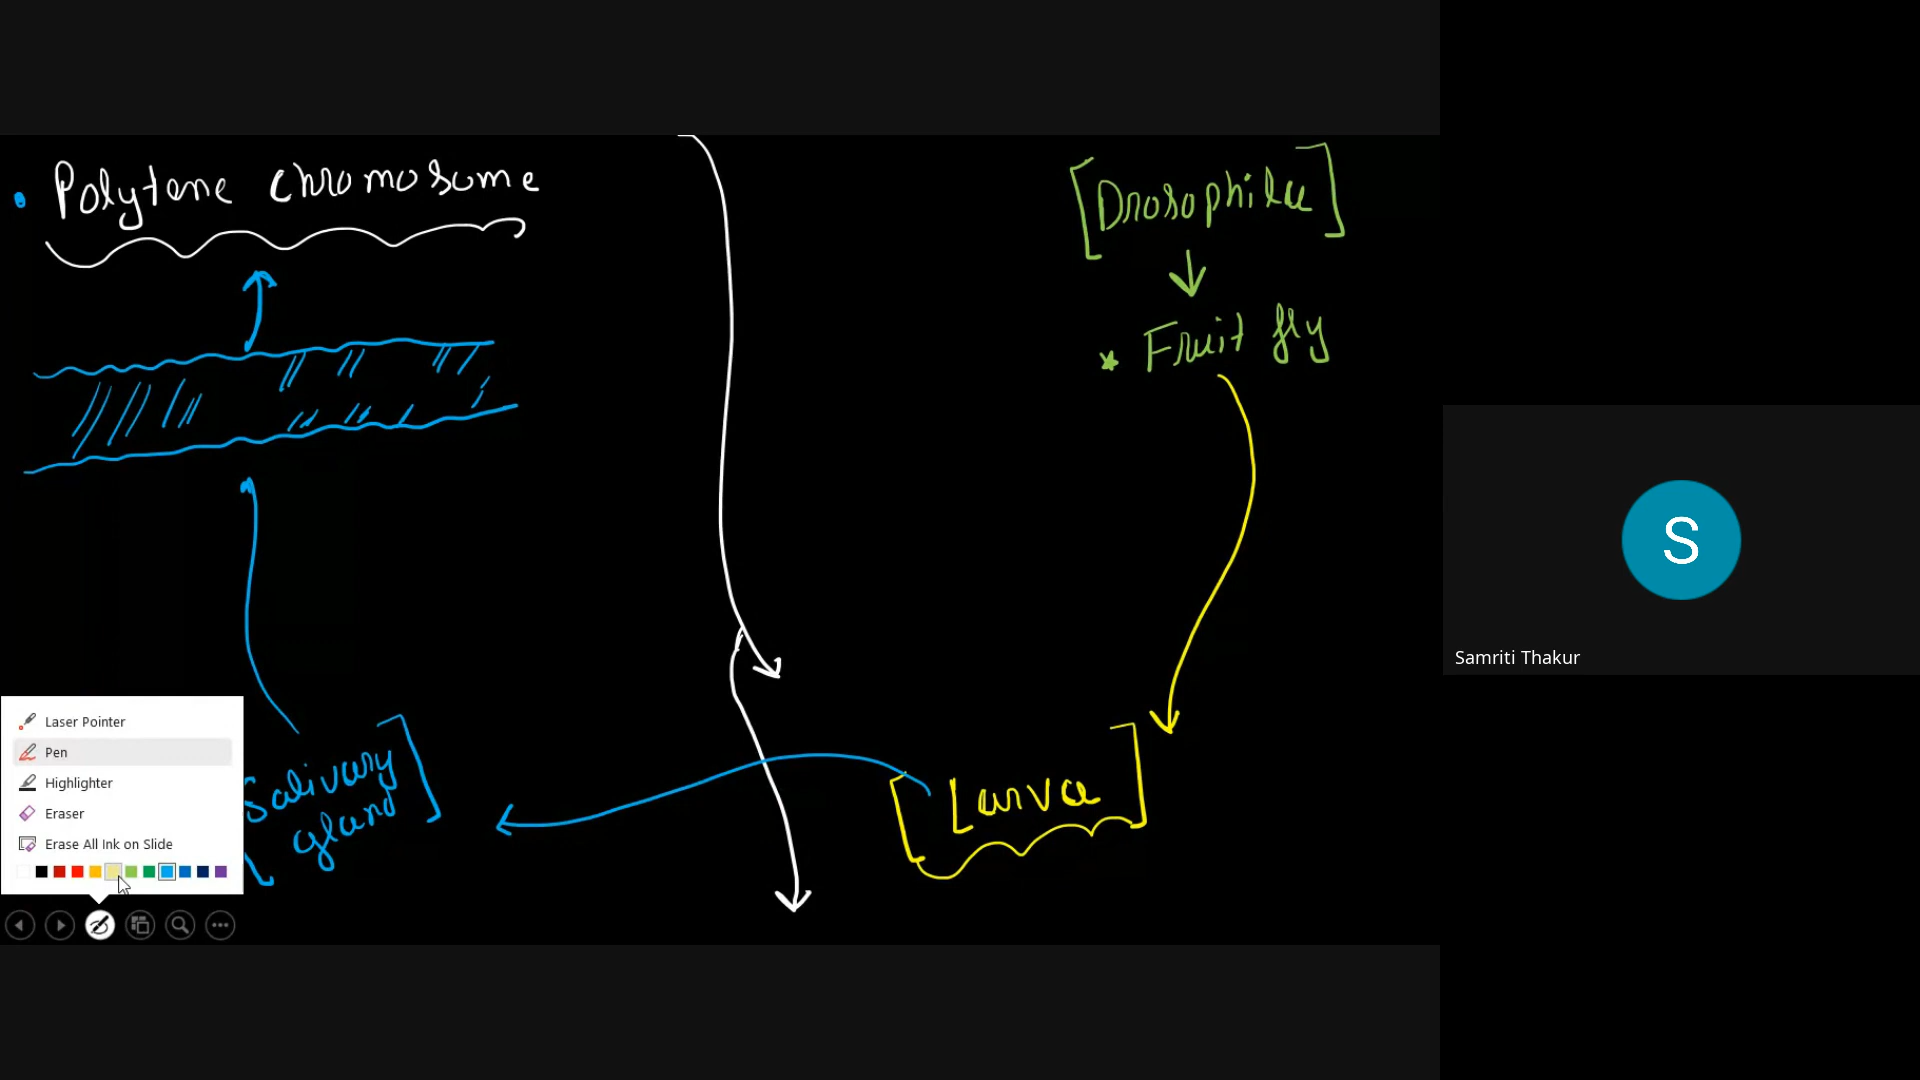 • Polytene chromosome
[Drosophila]
* Fruit fly
[Larva]
Salivary
gland
Laser Pointer
Pen
Highlighter
Eraser
Erase All Ink on Slide
S
Samriti Thakur